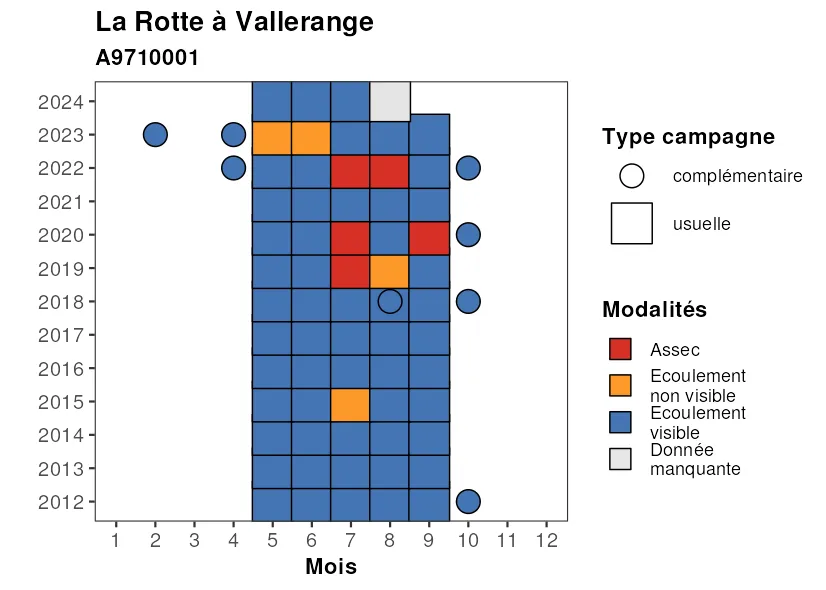 La Rotte à Vallerange
A9710001
2024
2023
2022
2021
2020
2019
2018
2017
2016
2015
2014
2013
2012
1 2 3 4 5 6 7 8 9 10 11 12
Mois
Type campagne
complémentaire
usuelle
Modalités
Assec
Ecoulement
non visible
Ecoulement
visible
Donnée
manquante